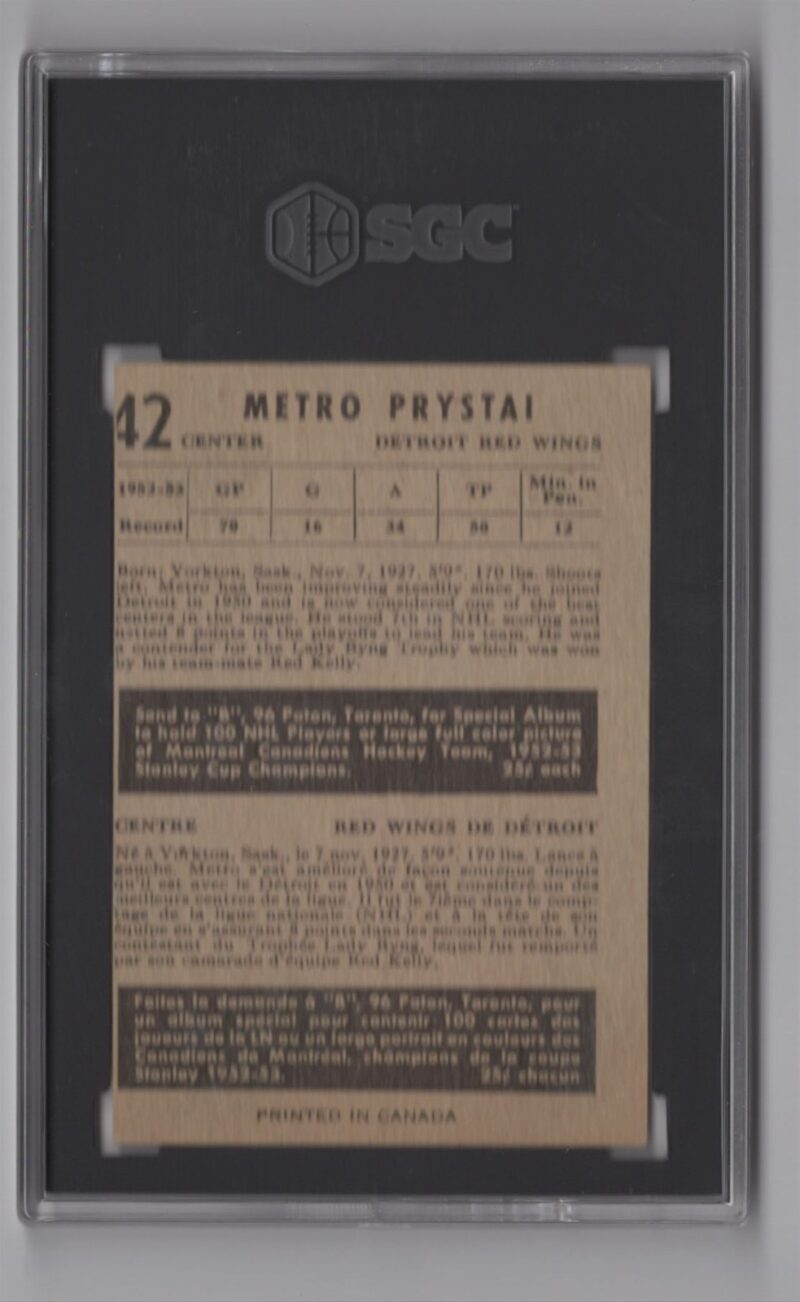 SGC
42 METRO PRYSTAI
CENTER DETROIT RED WINGS
1952-53 GP G A TP Min. in Pen.
Record 70 16 34 50 12
Born: Yorkton, Sask., Nov. 7, 1927. 5'9". 170 lbs. Shoots
left. Metro has been improving steadily since he joined
Detroit in 1950 and is now considered one of the best
centers in the league. He stood 7th in NHL scoring and
netted 8 points in the playoffs to lead his team. He was
a contender for the Lady Byng Trophy which was won
by his team-mate Red Kelly.
Send to "B", 96 Paton, Toronto, for Special Album
to hold 100 NHL Players or large full color picture
of Montreal Canadiens Hockey Team, 1952-53
Stanley Cup Champions. 25¢ each
CENTRE RED WINGS DE DÉTROIT
Né à Yorkton, Sask., le 7 nov. 1927. 5'9". 170 lbs. Lance à
gauche. Metro s'est amélioré de façon soutenue depuis
qu'il est avec le Détroit en 1950 et est considéré un des
meilleurs centres de la ligue. Il fut le 7ième dans le comp-
tage de la ligue nationale (NHL) et à la tête de son
équipe en s'assurant 8 points dans les seconds matchs. Un
contestant du Trophée Lady Byng, lequel fut remporté
par son camarade d'équipe Red Kelly.
Faites la demande à "B", 96 Paton, Toronto, pour
un album spécial pour contenir 100 cartes des
joueurs de la LN ou un large portrait en couleurs des
Canadiens de Montréal, champions de la coupe
Stanley 1952-53. 25¢ chacun
PRINTED IN CANADA